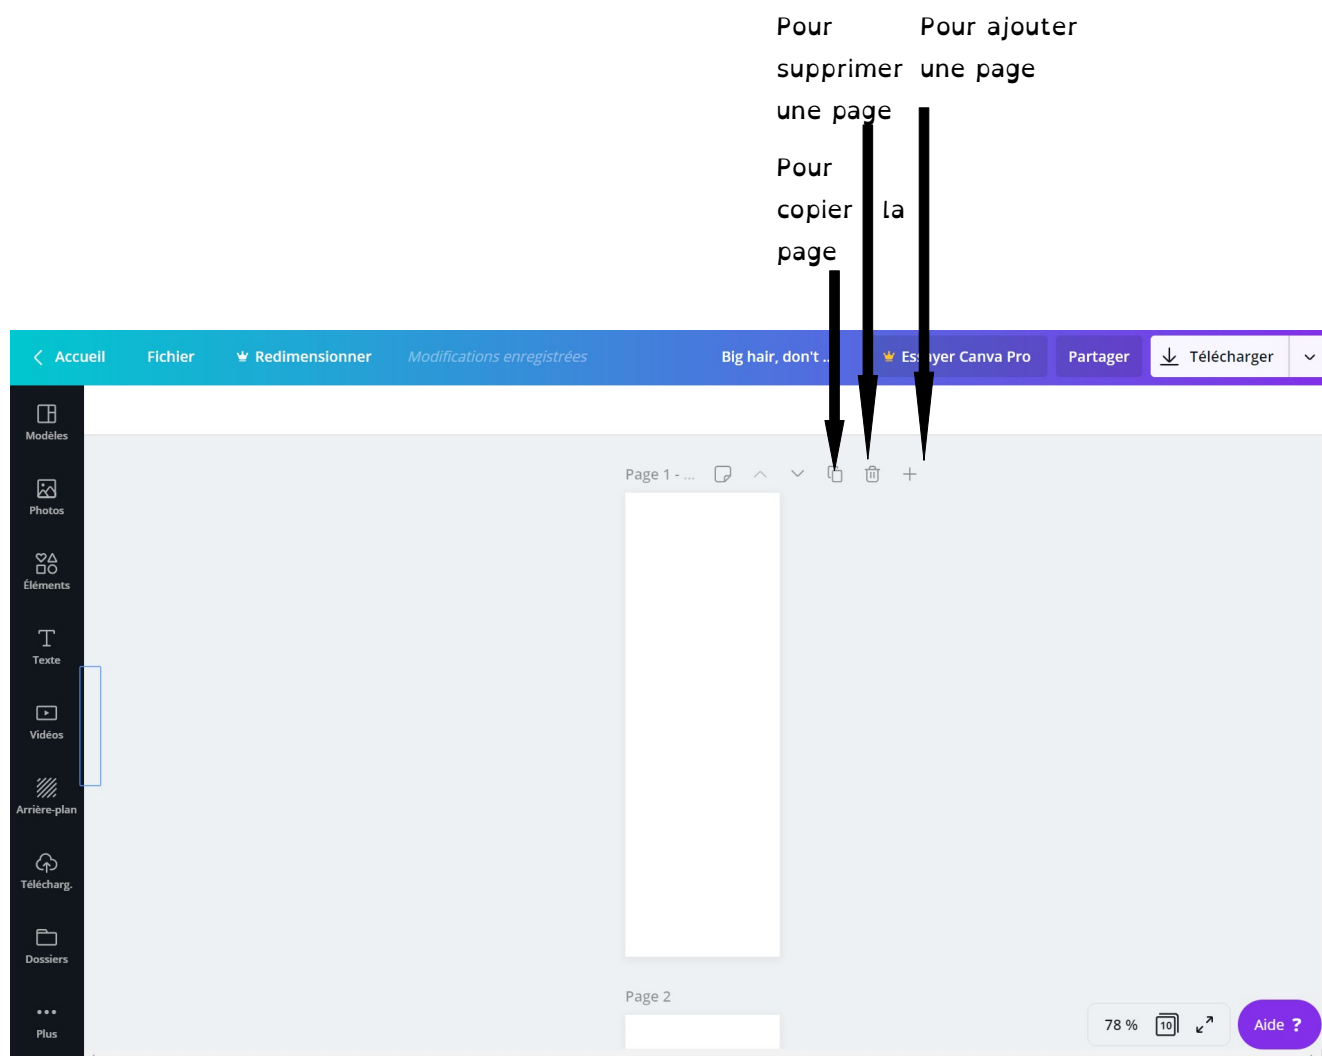 Pour
supprimer
une page
Pour ajouter
une page
Pour
copier la
page
Accueil Fichier Redimensionner Modifications enregistrées Big hair, don't ... Essayer Canva Pro Partager Télécharger
Modèles
Photos
Éléments
Texte
Vidéos
Arrière-plan
Télécharg.
Dossiers
Plus
Page 1 - ...
Page 2
78 % 10 Aide ?